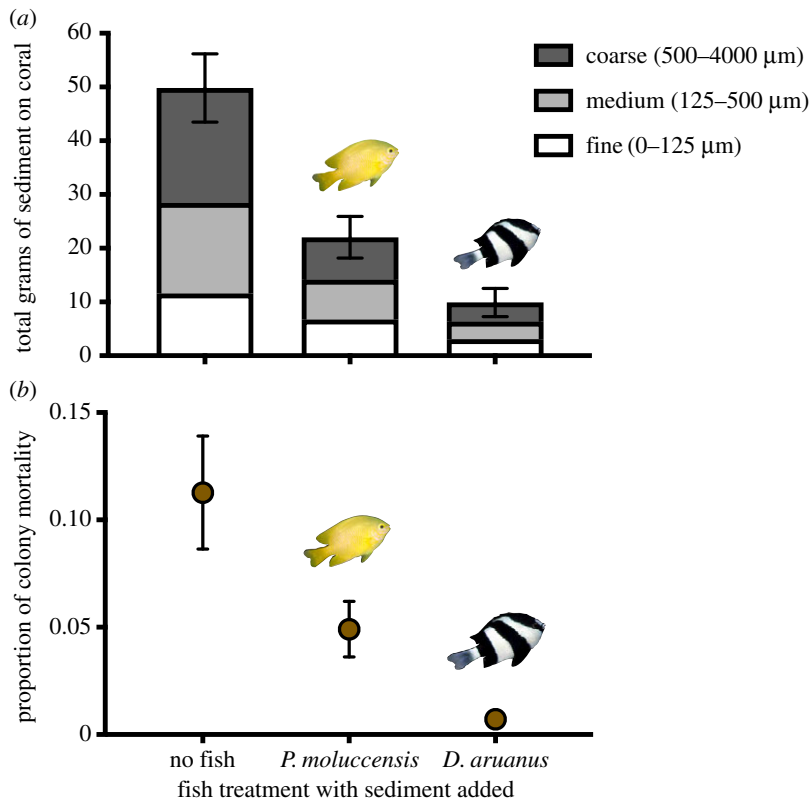 (a)
total grams of sediment on coral
60
50
40
30
20
10
0
coarse (500–4000 µm)
medium (125–500 µm)
fine (0–125 µm)
(b)
proportion of colony mortality
0.15
0.10
0.05
0
no fish P. moluccensis D. aruanus
fish treatment with sediment added